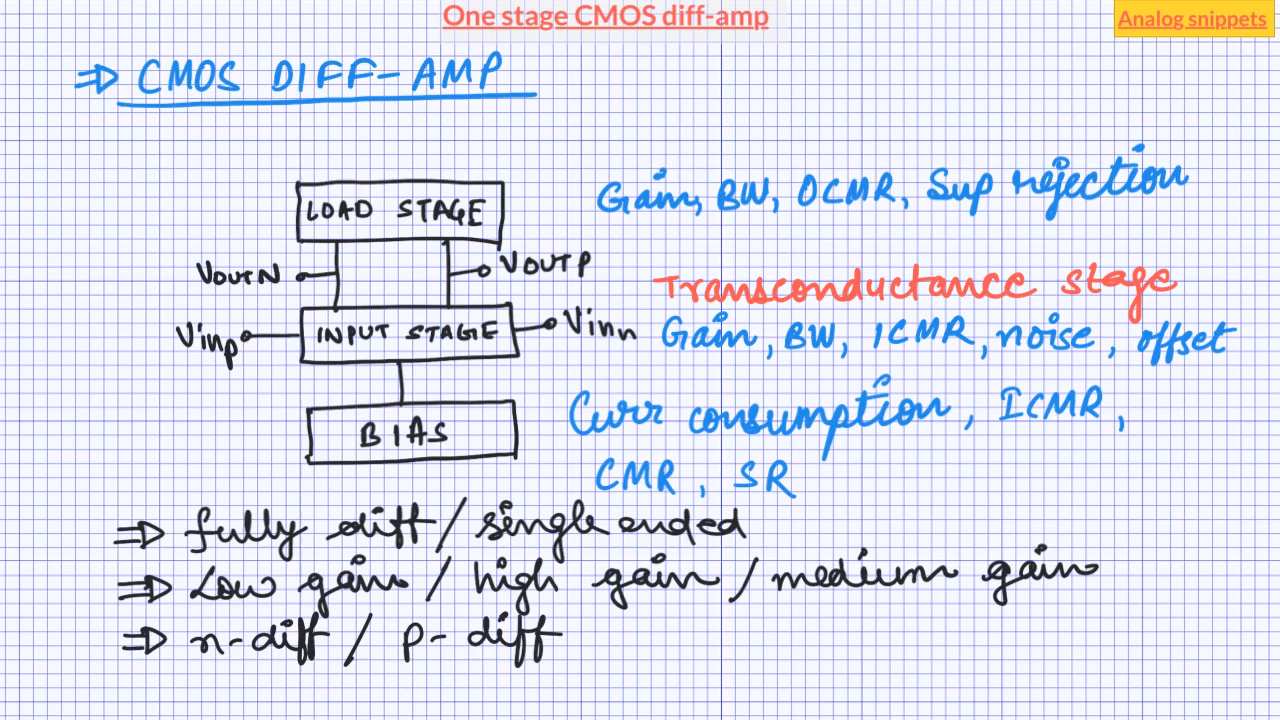 One stage CMOS diff-amp
Analog snippets
⇒ CMOS DIFF-AMP
LOAD STAGE
Gain, BW, OCMR, Sup rejection
VOUTN
VOUTP
Transconductance stage
Vinp
INPUT STAGE
Vinn
Gain, BW, ICMR, noise, offset
BIAS
Curr consumption, ICMR,
CMR, SR
⇒ fully diff/single ended
⇒ Low gain / high gain / medium gain
⇒ n-diff / p-diff